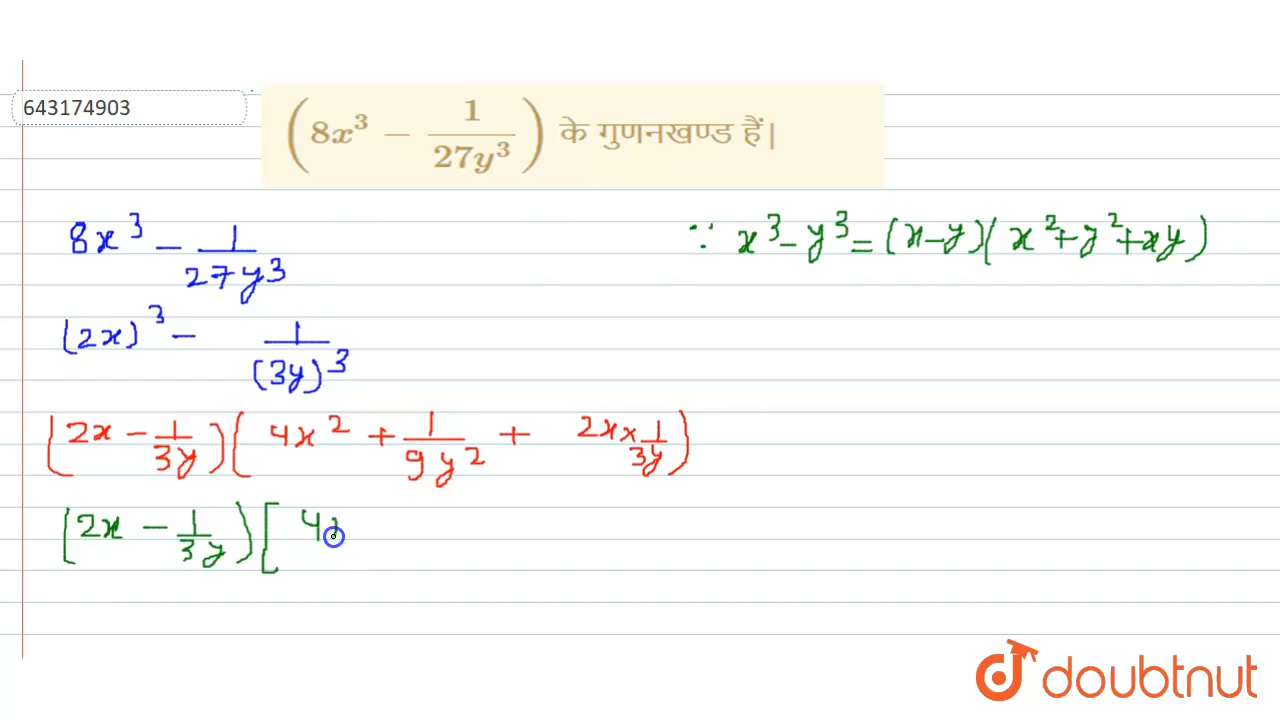 643174903
(8x³ − 1/27y³) के गुणनखण्ड हैं।
8x³ − 1/27y³
∵ x³ − y³ = (x − y)(x² + y² + xy)
(2x)³ − 1/(3y)³
(2x − 1/3y)(4x² + 1/9y² + 2x × 1/3y)
(2x − 1/3y)[4
doubtnut